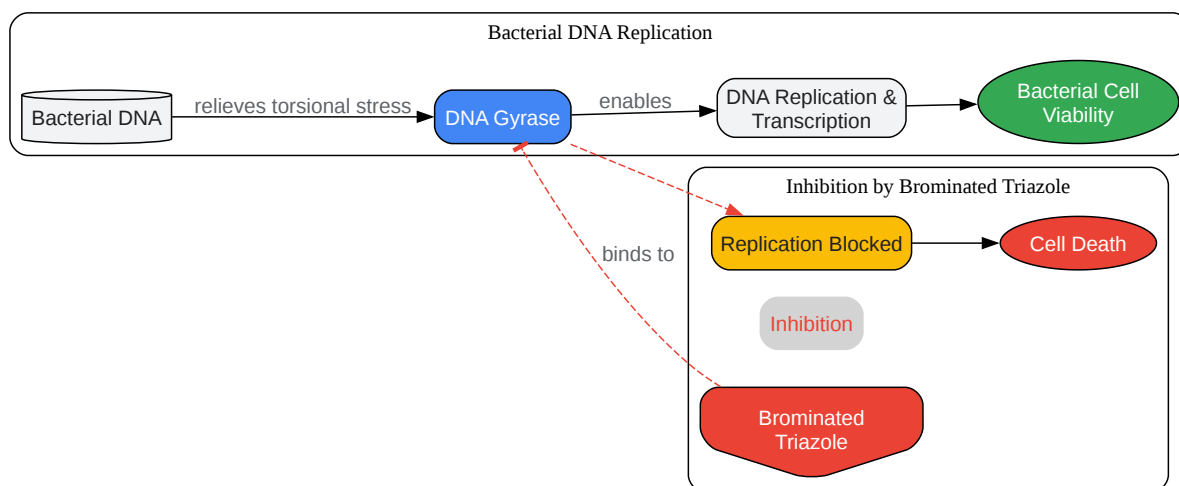 Bacterial DNA Replication
Bacterial DNA
relieves torsional stress
DNA Gyrase
enables
DNA Replication &
Transcription
Bacterial Cell
Viability
Inhibition by Brominated Triazole
Replication Blocked
Cell Death
binds to
Inhibition
Brominated
Triazole